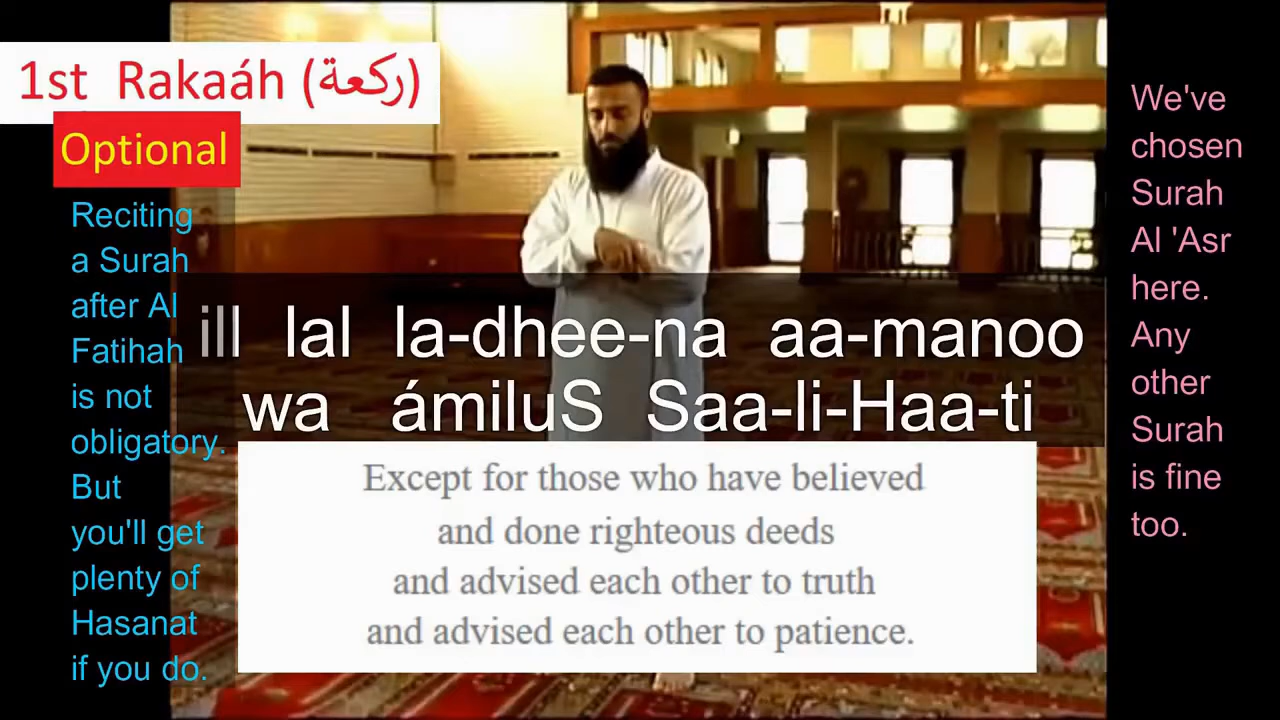 1st Rakaáh (ركعة)
Optional
Reciting
a Surah
after Al
Fatihah
is not
obligatory.
But
you'll get
plenty of
Hasanat
if you do.
ill lal la-dhee-na aa-manoo
wa ámiluS Saa-li-Haa-ti
Except for those who have believed
and done righteous deeds
and advised each other to truth
and advised each other to patience.
We've
chosen
Surah
Al 'Asr
here.
Any
other
Surah
is fine
too.